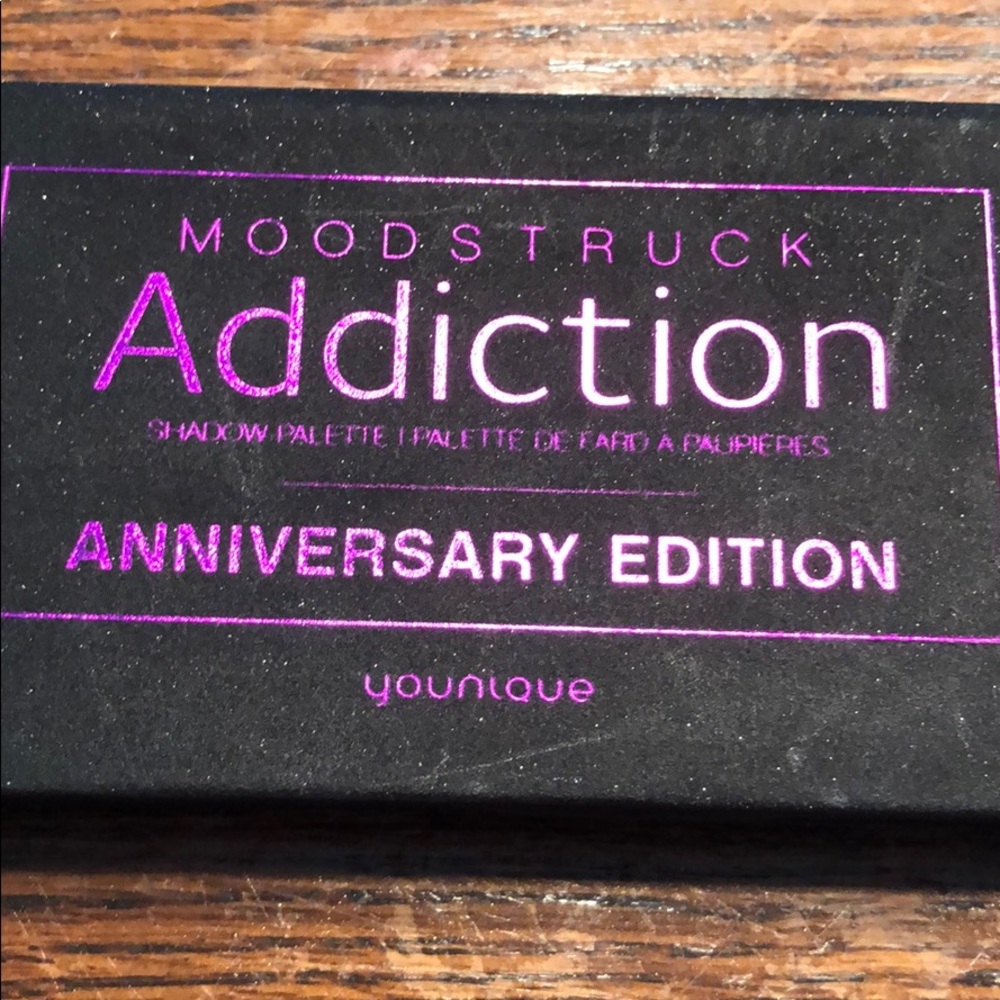 MOODSTRUCK
Addiction
SHADOW PALETTE | PALETTE DE FARD À PAUPIÈRES
ANNIVERSARY EDITION
younique